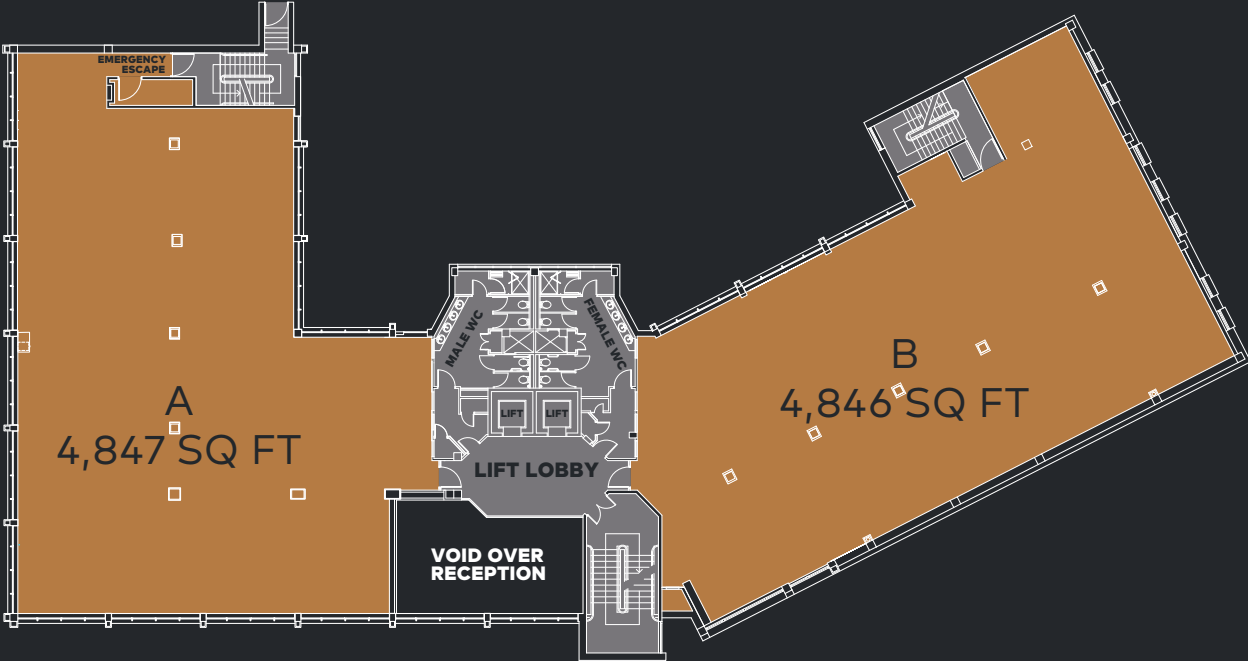 EMERGENCY
ESCAPE
MALE WC
FEMALE WC
B
4,846 SQ FT
A
4,847 SQ FT
LIFT
LIFT
LIFT LOBBY
VOID OVER
RECEPTION